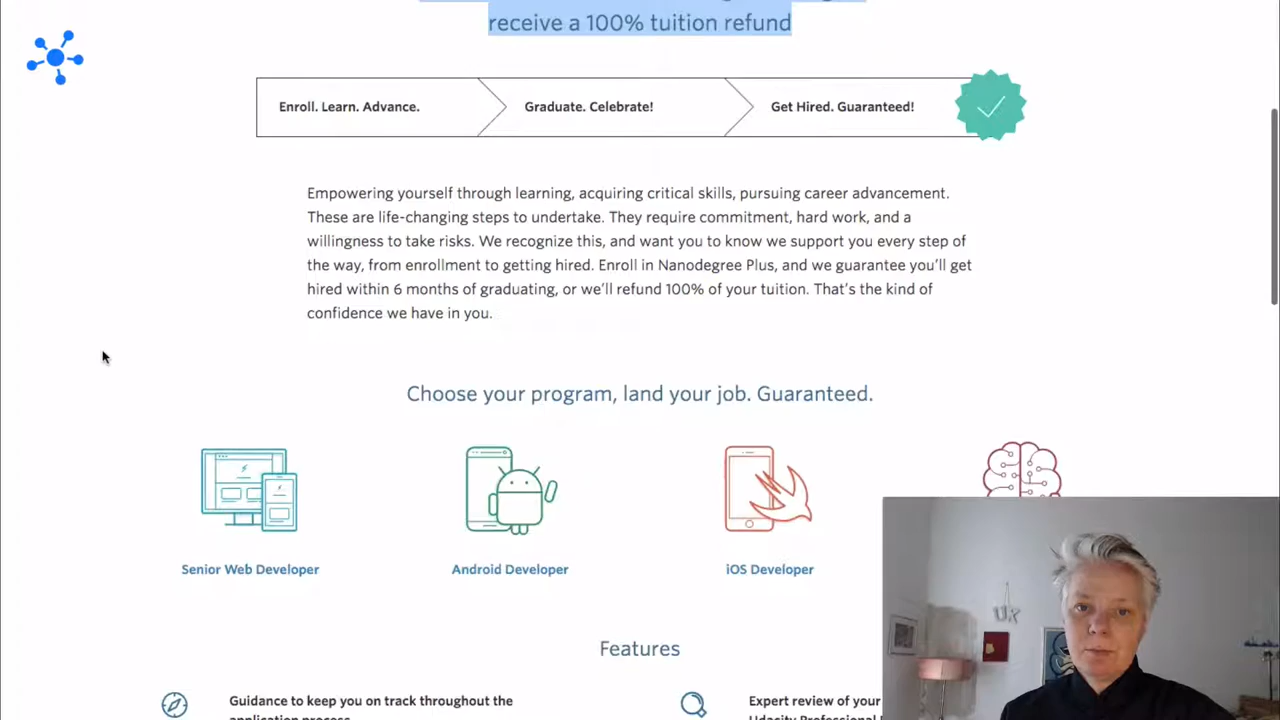 receive a 100% tuition refund
Enroll. Learn. Advance.
Graduate. Celebrate!
Get Hired. Guaranteed!
Empowering yourself through learning, acquiring critical skills, pursuing career advancement.
These are life-changing steps to undertake. They require commitment, hard work, and a
willingness to take risks. We recognize this, and want you to know we support you every step of
the way, from enrollment to getting hired. Enroll in Nanodegree Plus, and we guarantee you'll get
hired within 6 months of graduating, or we'll refund 100% of your tuition. That's the kind of
confidence we have in you.
Choose your program, land your job. Guaranteed.
Senior Web Developer
Android Developer
iOS Developer
Features
Guidance to keep you on track throughout the
application process
Expert review of your
Udacity Professional
UX